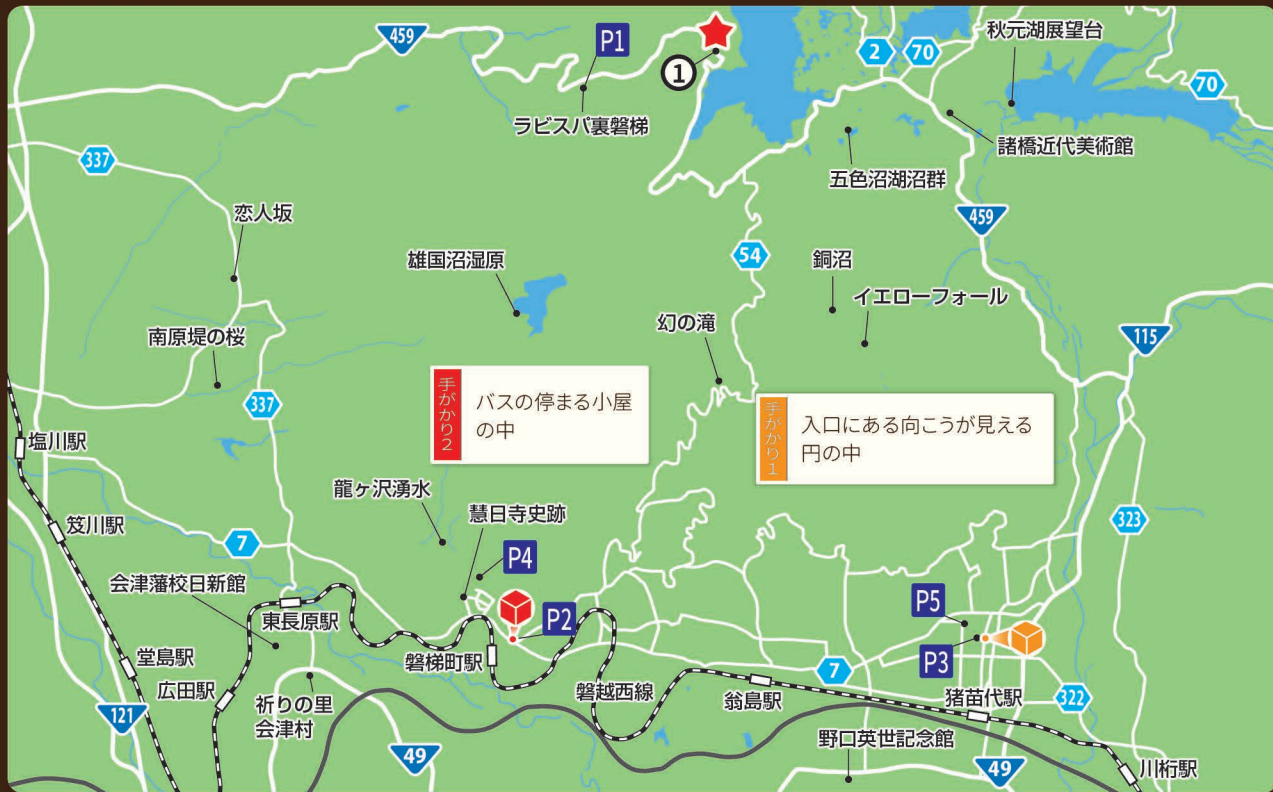 459
P1
①
2
70
秋元湖展望台
70
ラビスパ裏磐梯
諸橋近代美術館
337
五色沼湖沼群
恋人坂
459
雄国沼湿原
54
銅沼
イエローフォール
南原堤の桜
幻の滝
115
337
手がかり2
バスの停まる小屋
の中
手がかり1
入口にある向こうが見える
円の中
塩川駅
龍ヶ沢湧水
慧日寺史跡
笈川駅
7
323
P4
会津藩校日新館
東長原駅
P2
P5
堂島駅
磐梯町駅
P3
広田駅
祈りの里
会津村
磐越西線
翁島駅
7
猪苗代駅
322
121
49
野口英世記念館
49
川桁駅